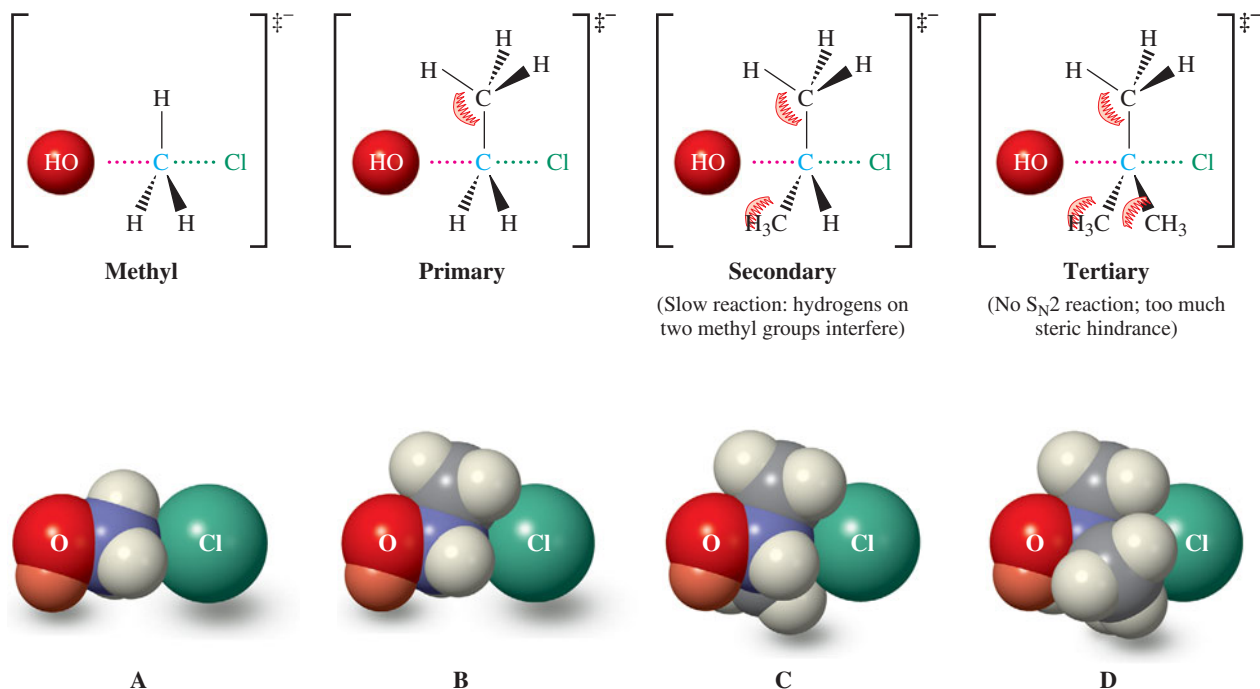 ‡–
‡–
‡–
‡–
H
HO C Cl
H H
Methyl
H
H H
C
HO C Cl
H H
Primary
H
H H
C
HO C Cl
H₃C H
Secondary
(Slow reaction: hydrogens on
two methyl groups interfere)
H
H H
C
HO C Cl
H₃C CH₃
Tertiary
(No S_N2 reaction; too much
steric hindrance)
O Cl
A
O Cl
B
O Cl
C
O Cl
D